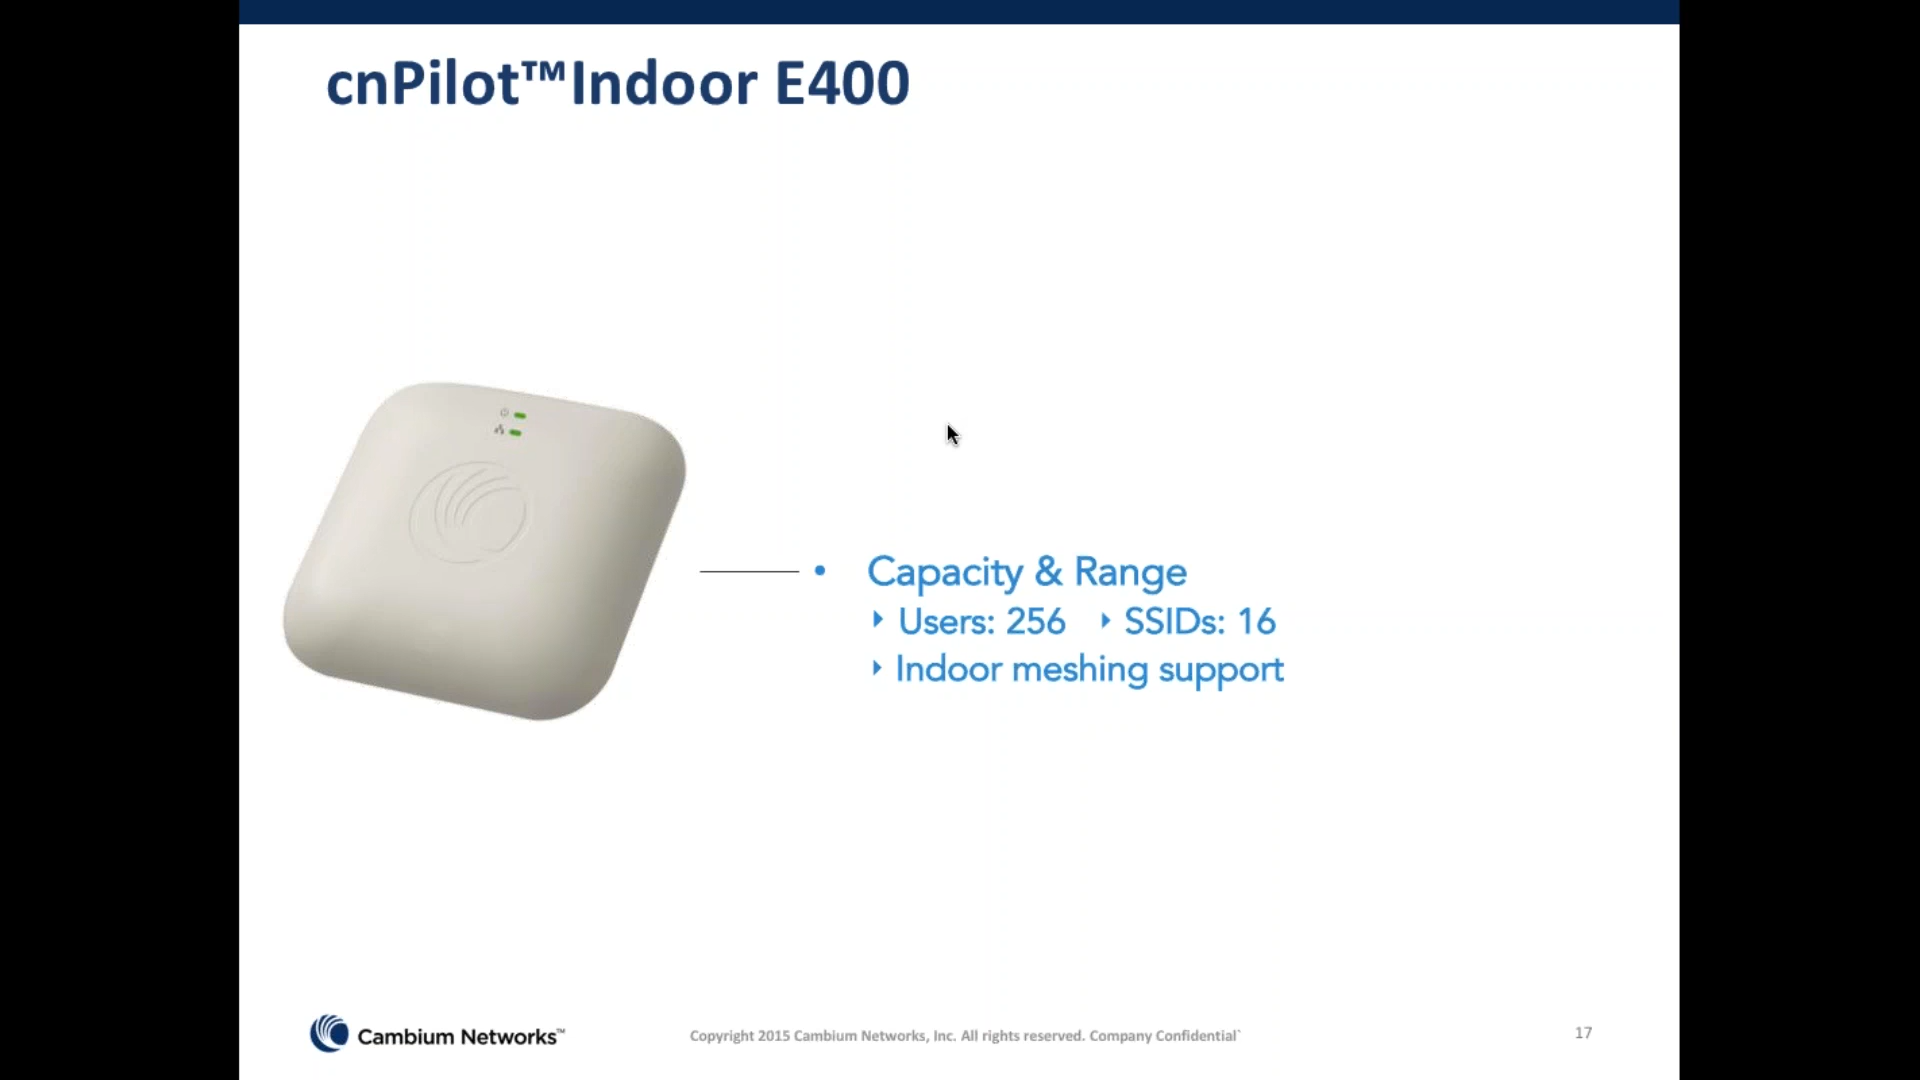 cnPilot™Indoor E400
• Capacity & Range
‣ Users: 256 ‣ SSIDs: 16
‣ Indoor meshing support
Cambium Networks™
Copyright 2015 Cambium Networks, Inc. All rights reserved. Company Confidential`
17